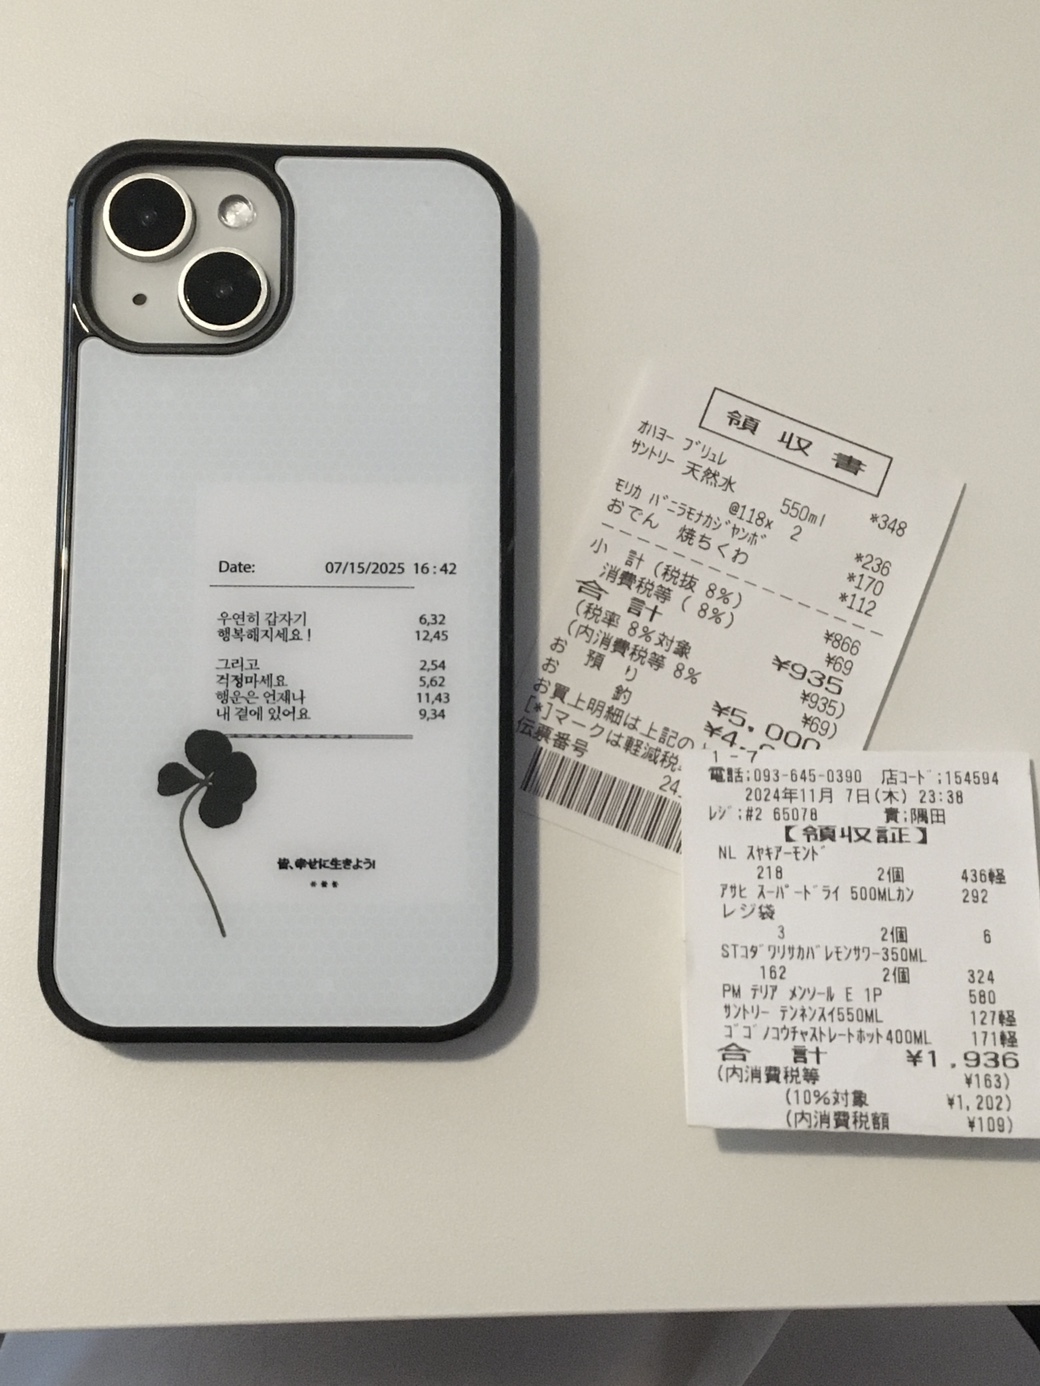 Date: 07/15/2025 16:42
우연히 갑자기 6,32
행복해지세요! 12,45
그리고 2,54
걱정마세요 5,62
행운은 언재나 11,43
내 곁에 있어요 9,34
皆、幸せに生きよう!
領収書
オハヨー ブリュレ *348
サントリー 天然水 550ml
@118× 2 *236
モリカ バニラモナカジャンボ *170
おでん 焼ちくわ *112
小 計(税抜 8%) ¥866
消費税等( 8%) ¥69
合 計 ¥935
(税率 8%対象 ¥935)
(内消費税等 8% ¥69)
お 預 り ¥5,000
お 釣 ¥4,
お買上明細は上記の
[*]マークは軽減税
伝票番号 24.
1-7
電話;093-645-0390 店コード;154594
2024年11月 7日(木) 23:38
レジ;#2 65078 責;隅田
【領収証】
NL スヤキアーモンド
218 2個 436軽
アサヒ スーパードライ 500MLカン 292
レジ袋
3 2個 6
STコダワリサカバレモンサワー350ML
162 2個 324
PM テリア メンソール E 1P 580
サントリー テンネンスイ550ML 127軽
ゴゴノコウチャストレートホット400ML 171軽
合 計 ¥1,936
(内消費税等 ¥163)
(10%対象 ¥1,202)
(内消費税額 ¥109)